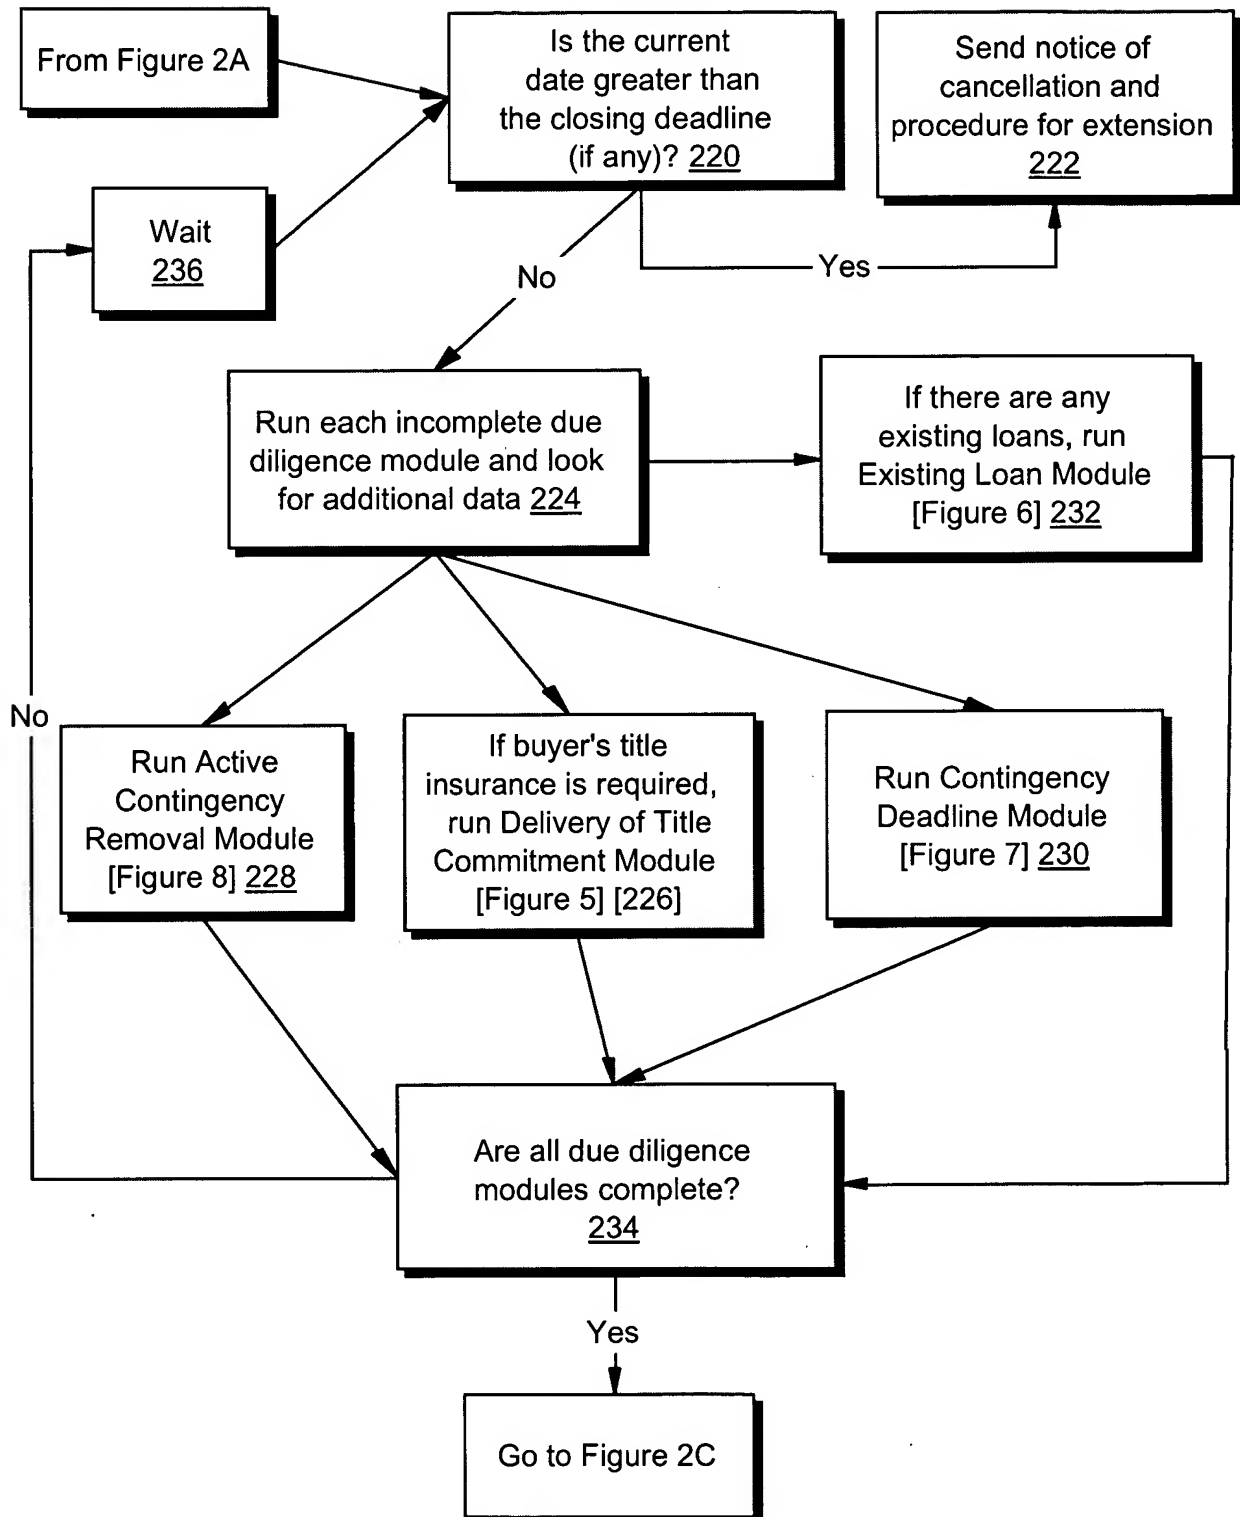 From Figure 2A
Is the current
date greater than
the closing deadline
(if any)? 220
Send notice of
cancellation and
procedure for extension
222
Wait
236
No
Yes
Run each incomplete due
diligence module and look
for additional data 224
If there are any
existing loans, run
Existing Loan Module
[Figure 6] 232
No
Run Active
Contingency
Removal Module
[Figure 8] 228
If buyer's title
insurance is required,
run Delivery of Title
Commitment Module
[Figure 5] [226]
Run Contingency
Deadline Module
[Figure 7] 230
Are all due diligence
modules complete?
234
Yes
Go to Figure 2C